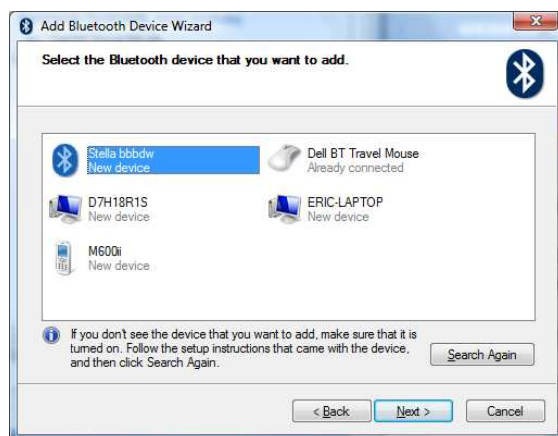 Add Bluetooth Device Wizard
Select the Bluetooth device that you want to add.
Stella bbbdw
New device
Dell BT Travel Mouse
Already connected
D7H18R1S
New device
ERIC-LAPTOP
New device
M600ii
New device
If you don't see the device that you want to add, make sure that it is
turned on. Follow the setup instructions that came with the device,
and then click Search Again.
Search Again
< Back
Next >
Cancel